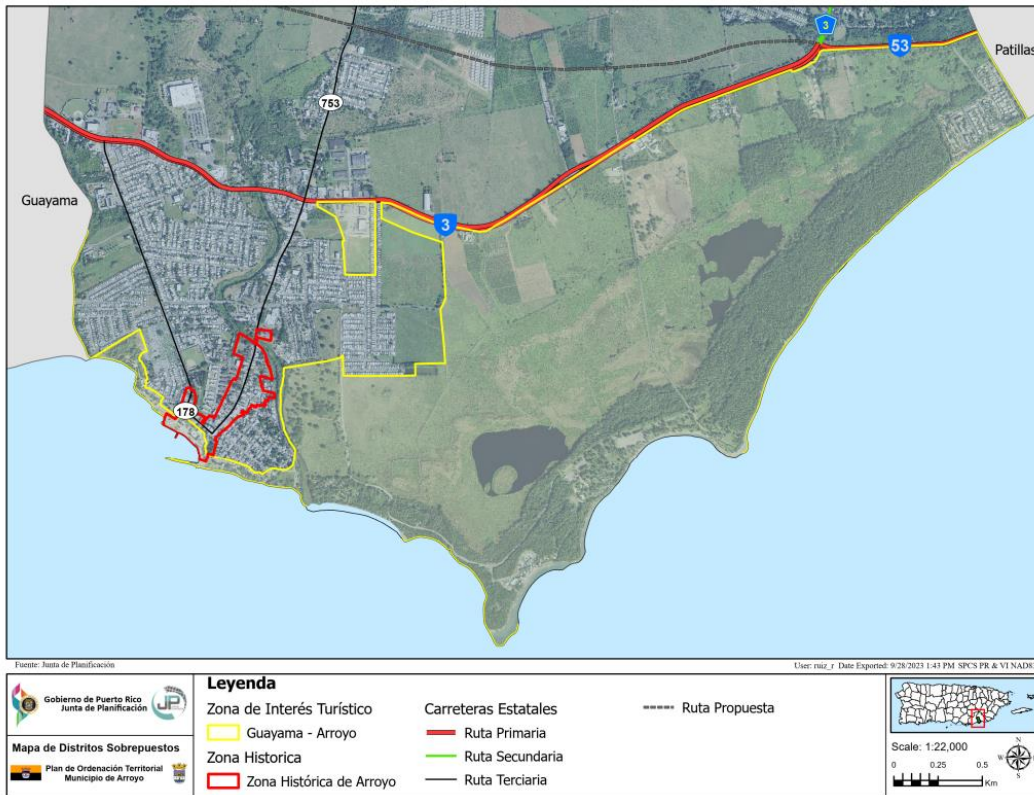 3
53
Patillas
753
Guayama
3
178
Fuente: Junta de Planificación
User: ruiz_r Date Exported: 9/28/2023 1:43 PM SPCS PR & VI NAD83
Gobierno de Puerto Rico
Junta de Planificación
JP
Mapa de Distritos Sobrepuestos
Plan de Ordenación Territorial
Municipio de Arroyo
Leyenda
Zona de Interés Turístico
Guayama - Arroyo
Zona Historica
Zona Histórica de Arroyo
Carreteras Estatales
Ruta Primaria
Ruta Secundaria
Ruta Terciaria
Ruta Propuesta
Scale: 1:22,000
0 0.25 0.5
Km
N
W E
S